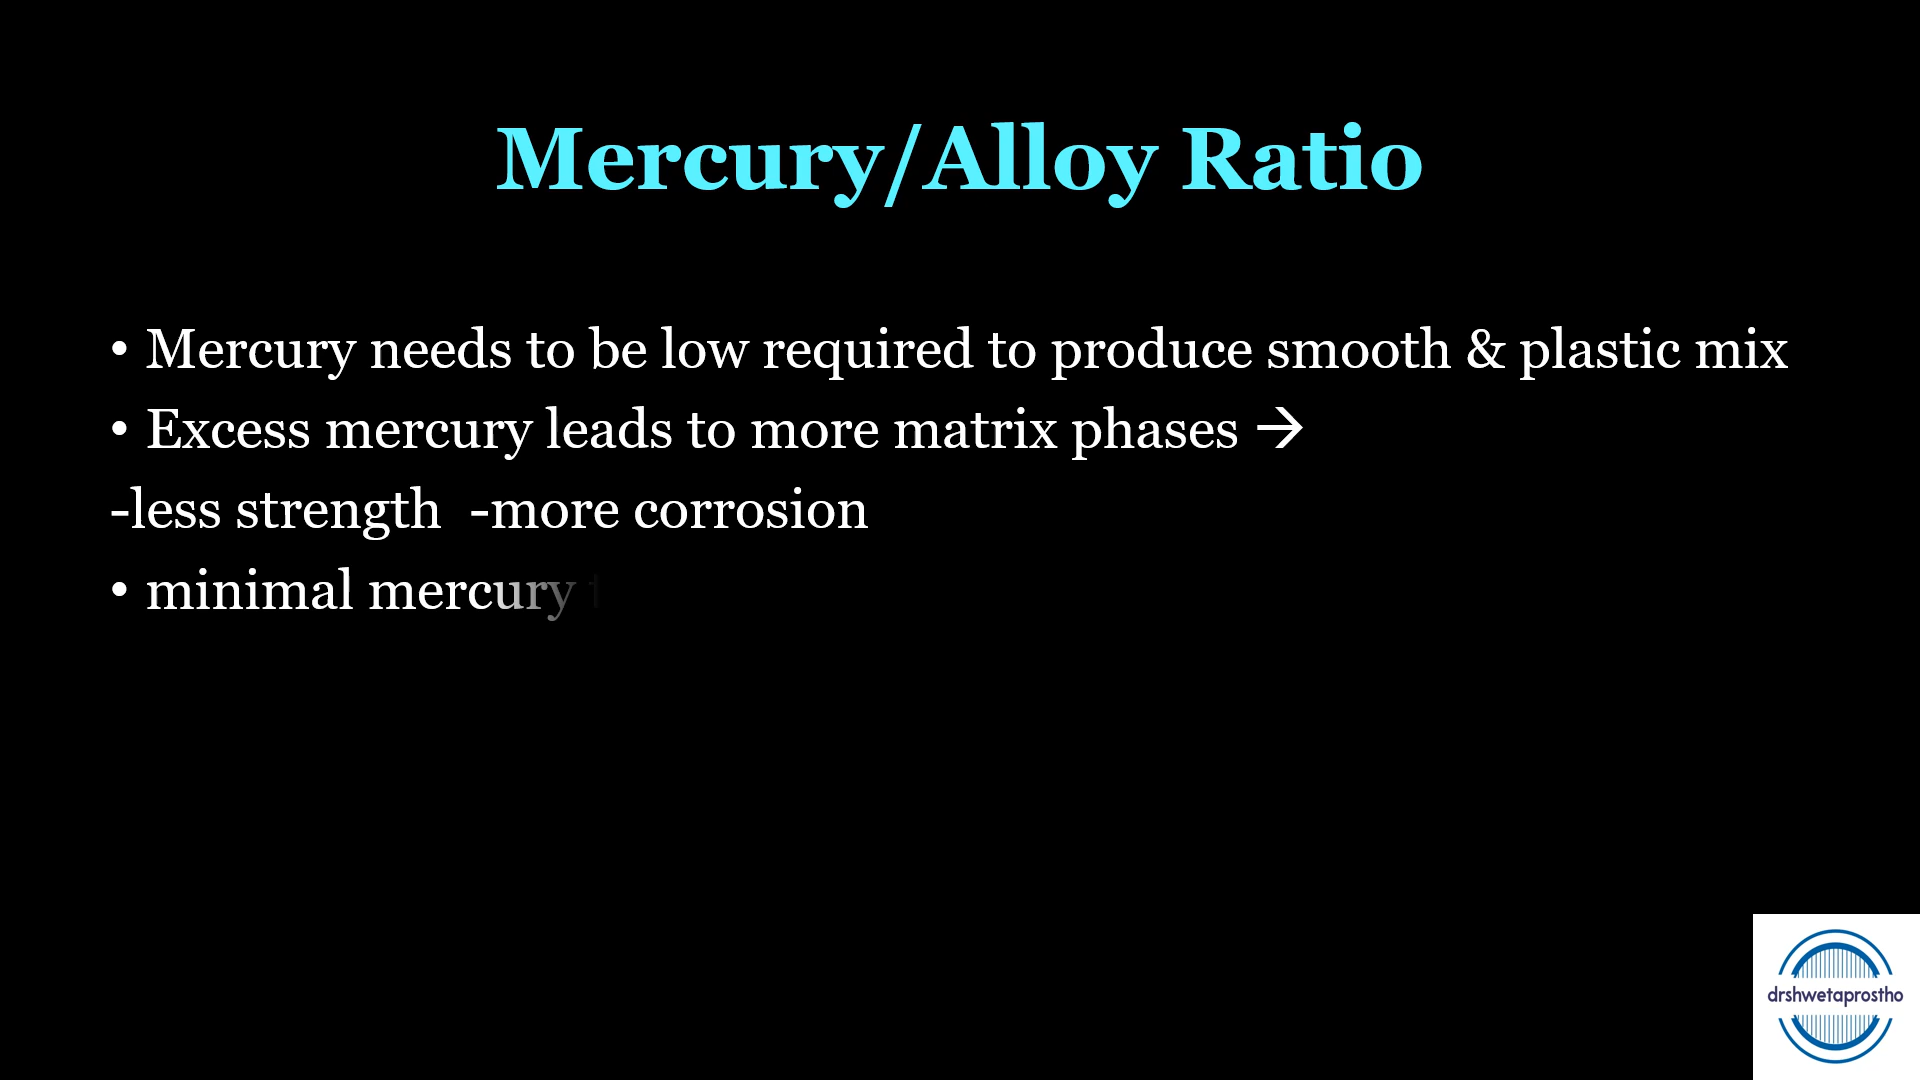 Mercury/Alloy Ratio
• Mercury needs to be low required to produce smooth & plastic mix
• Excess mercury leads to more matrix phases →
-less strength  -more corrosion
• minimal mercury
drshwetaprostho